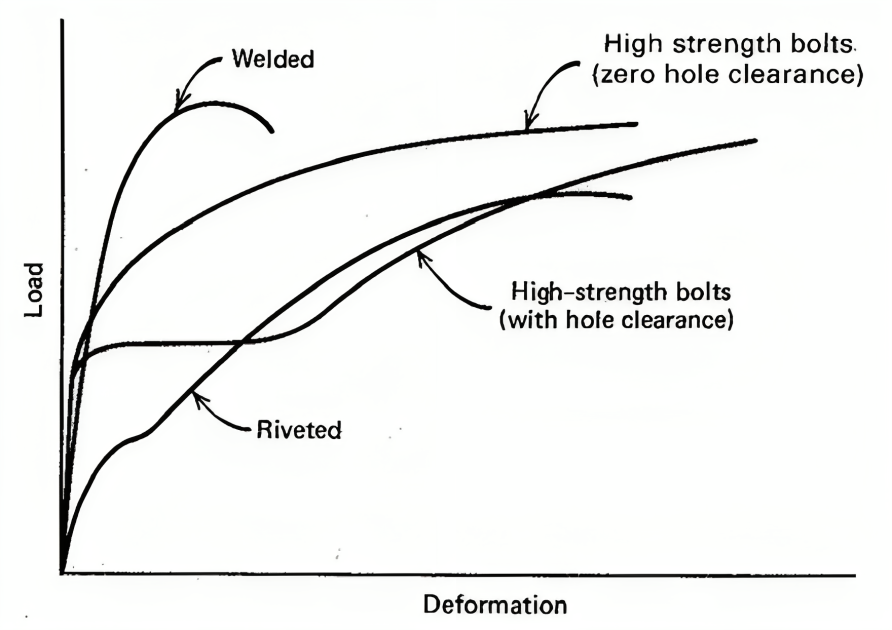 Welded
High strength bolts.
(zero hole clearance)
Load
High-strength bolts
(with hole clearance)
Riveted
Deformation